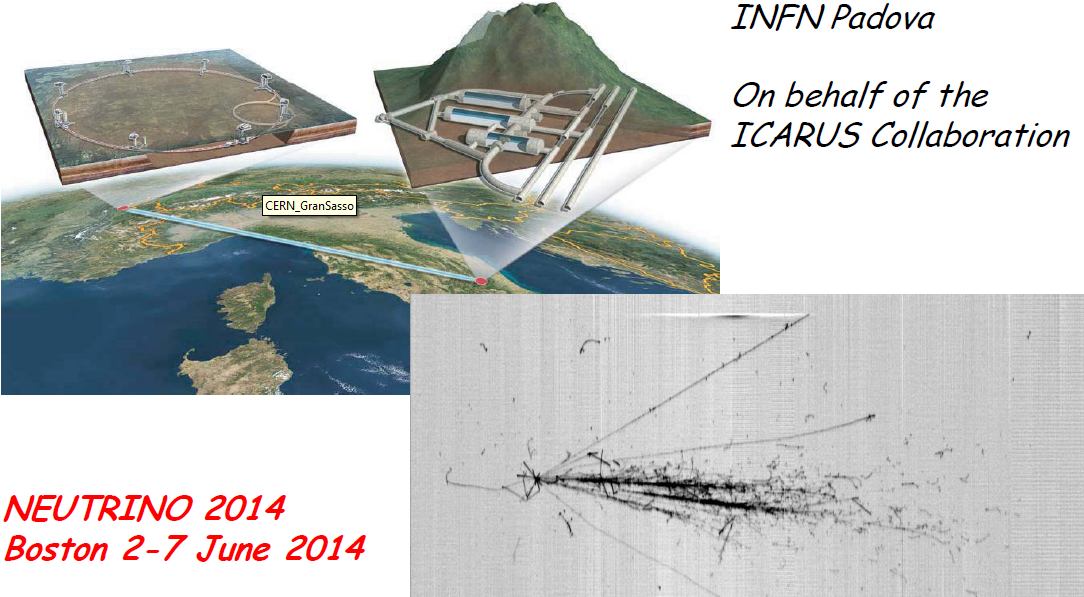 INFN Padova
On behalf of the
ICARUS Collaboration
CERN_GranSasso
NEUTRINO 2014
Boston 2-7 June 2014